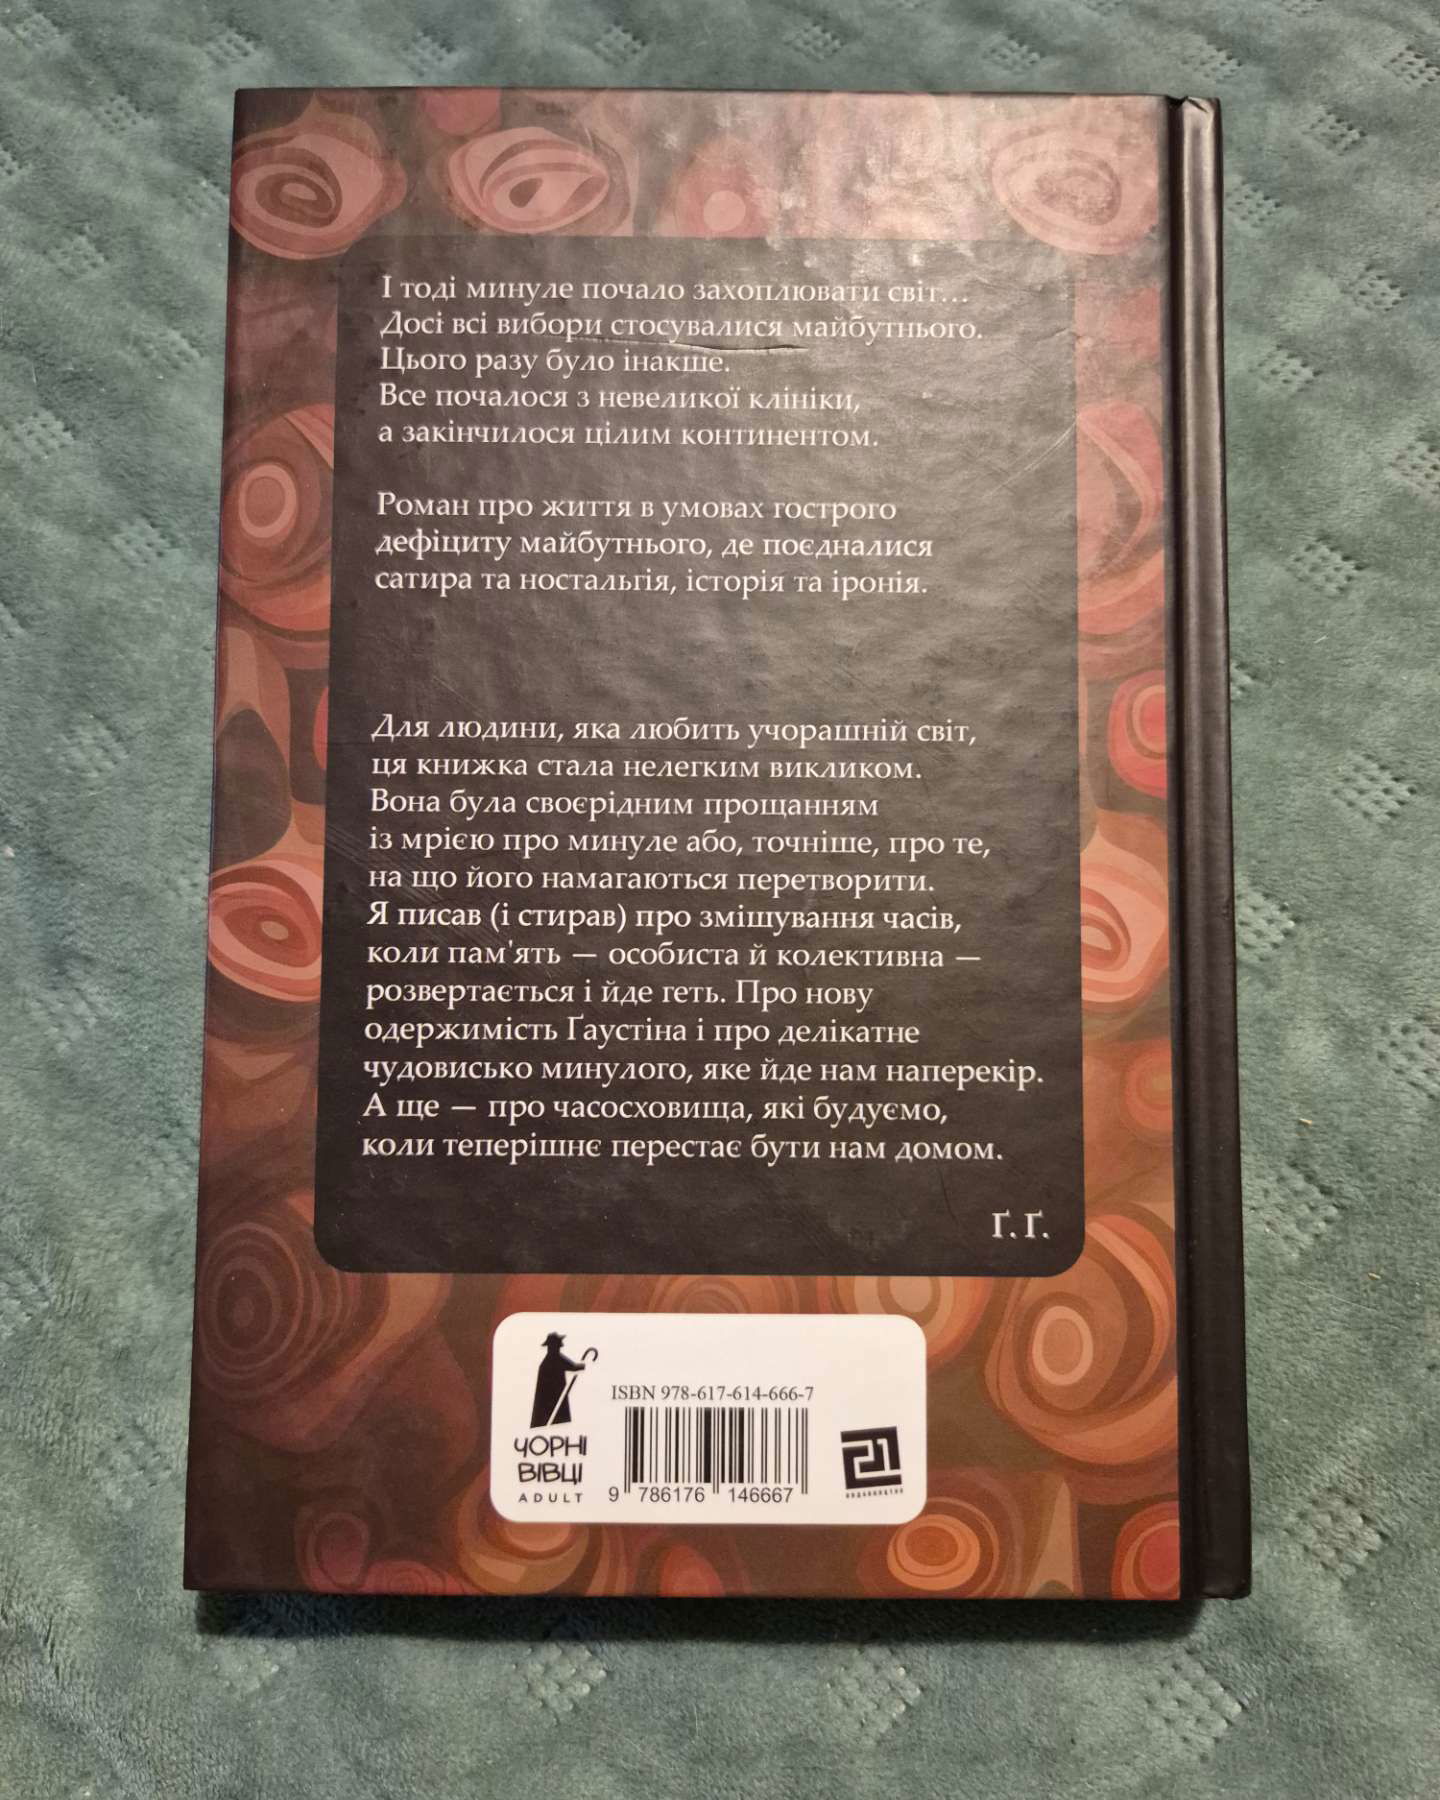 І тоді минуле почало захоплювати світ...
Досі всі вибори стосувалися майбутнього.
Цього разу було інакше.
Все почалося з невеликої клініки,
а закінчилося цілим континентом.
Роман про життя в умовах гострого
дефіциту майбутнього, де поєдналися
сатира та ностальгія, історія та іронія.
Для людини, яка любить учорашній світ,
ця книжка стала нелегким викликом.
Вона була своєрідним прощанням
із мрією про минуле або, точніше, про те,
на що його намагаються перетворити.
Я писав (і стирав) про змішування часів,
коли пам'ять — особиста й колективна —
розвертається і йде геть. Про нову
одержимість Ґаустіна і про делікатне
чудовисько минулого, яке йде нам наперекір.
А ще — про часосховища, які будуємо,
коли теперішнє перестає бути нам домом.
Ґ. Ґ.
ЧОРНІ
ВІВЦІ
ADULT
ISBN 978-617-614-666-7
9 786176 146667
21
видавництво